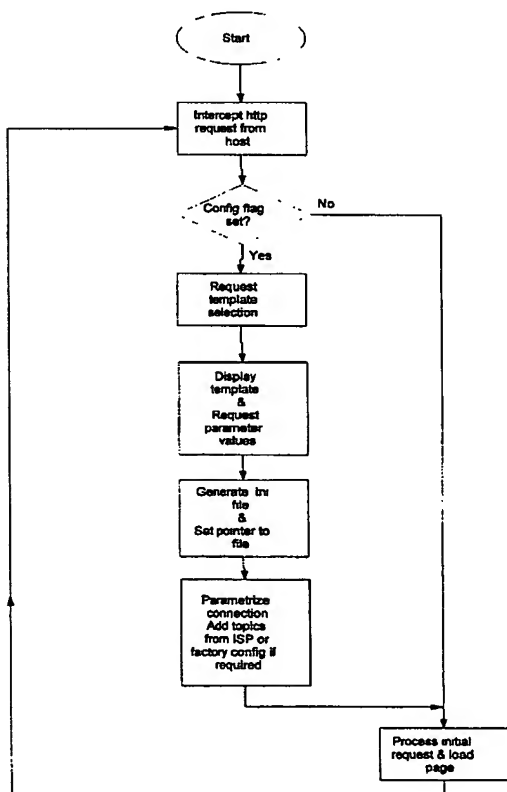 Start
Intercept http
request from
host
Config flag
set?
No
Yes
Request
template
selection
Display
template
&
Request
parameter
values
Generate ini
file
&
Set pointer to
file
Parametrize
connection
Add topics
from ISP or
factory config if
required
Process initial
request & load
page